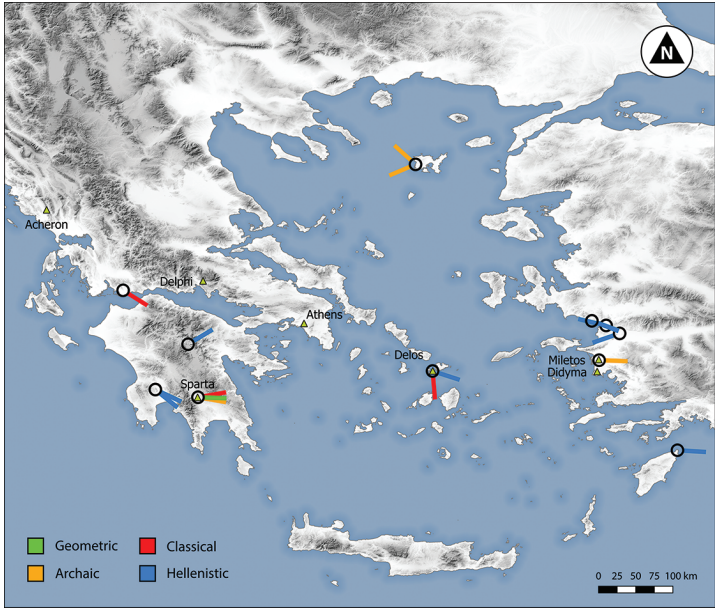 N
Acheron
Delphi
Athens
Delos
Sparta
Miletos
Didyma
Geometric
Classical
Archaic
Hellenistic
0 25 50 75 100 km